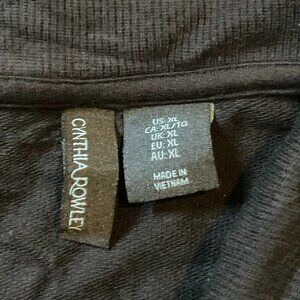 CYNTHIA ROWLEY
US: XL
CA: XL/TG
UK: XL
EU: XL
AU: XL
MADE IN
VIETNAM